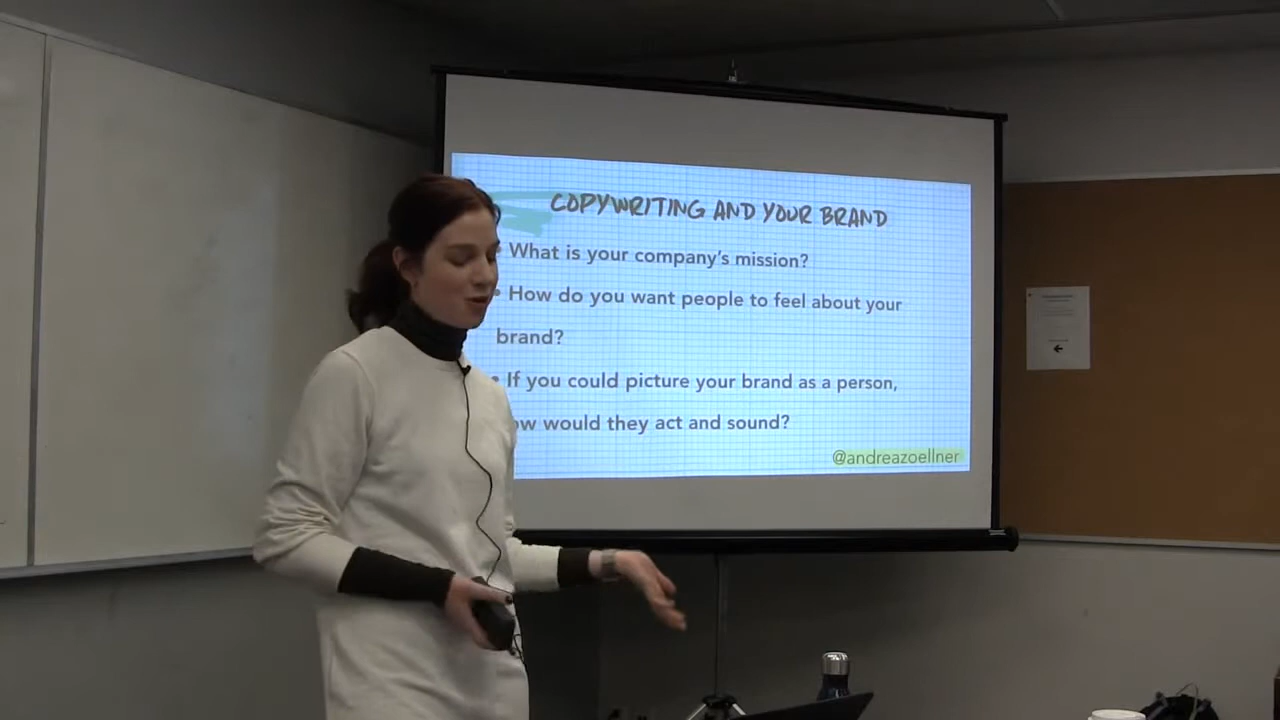 COPYWRITING AND YOUR BRAND
• What is your company's mission?
• How do you want people to feel about your
brand?
• If you could picture your brand as a person,
would they act and sound?
@andreazoellner